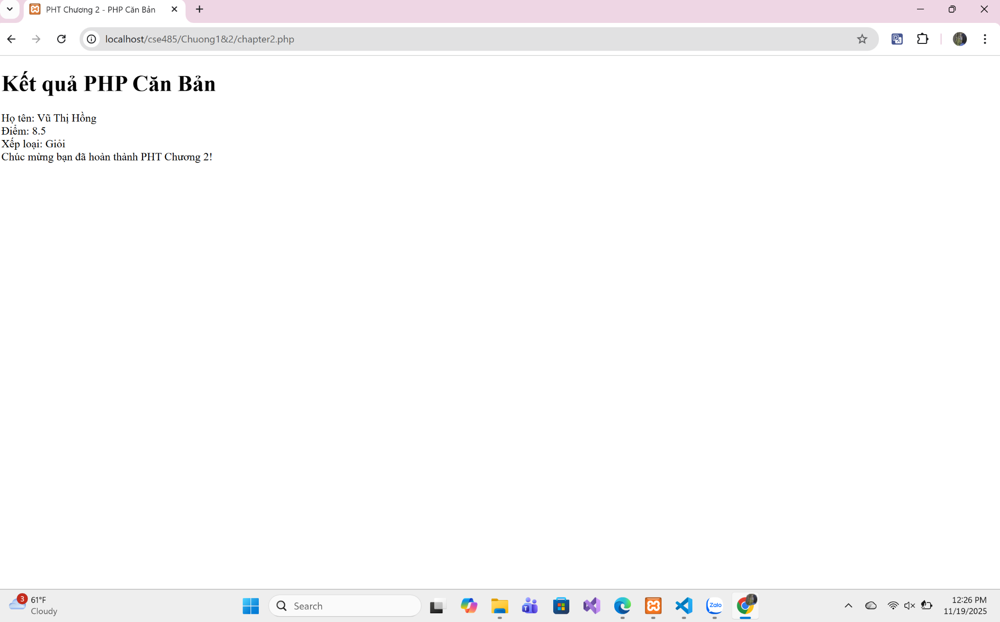 PHT Chương 2 - PHP Căn Bản
localhost/cse485/Chuong1&2/chapter2.php
Kết quả PHP Căn Bản
Họ tên: Vũ Thị Hồng
Điểm: 8.5
Xếp loại: Giỏi
Chúc mừng bạn đã hoàn thành PHT Chương 2!
3
61°F
Cloudy
Search
Zalo
12:26 PM
11/19/2025